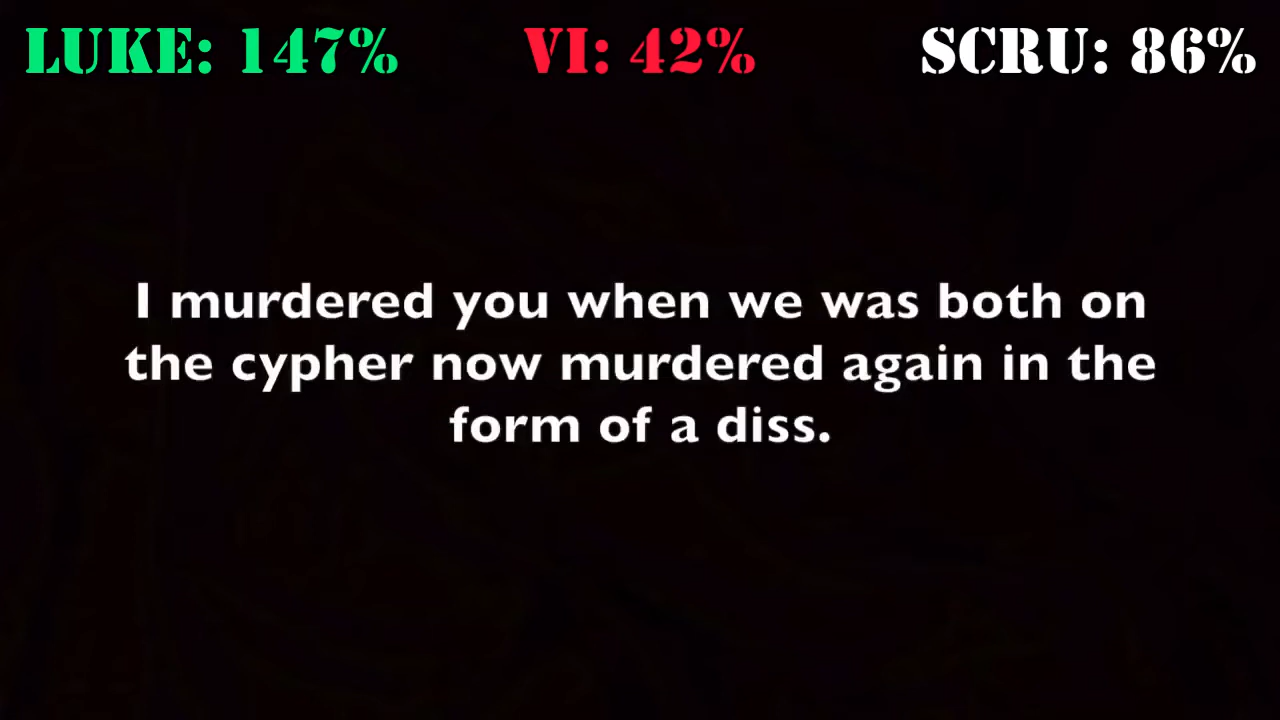 LUKE: 147% VI: 42% SCRU: 86%
I murdered you when we was both on
the cypher now murdered again in the
form of a diss.